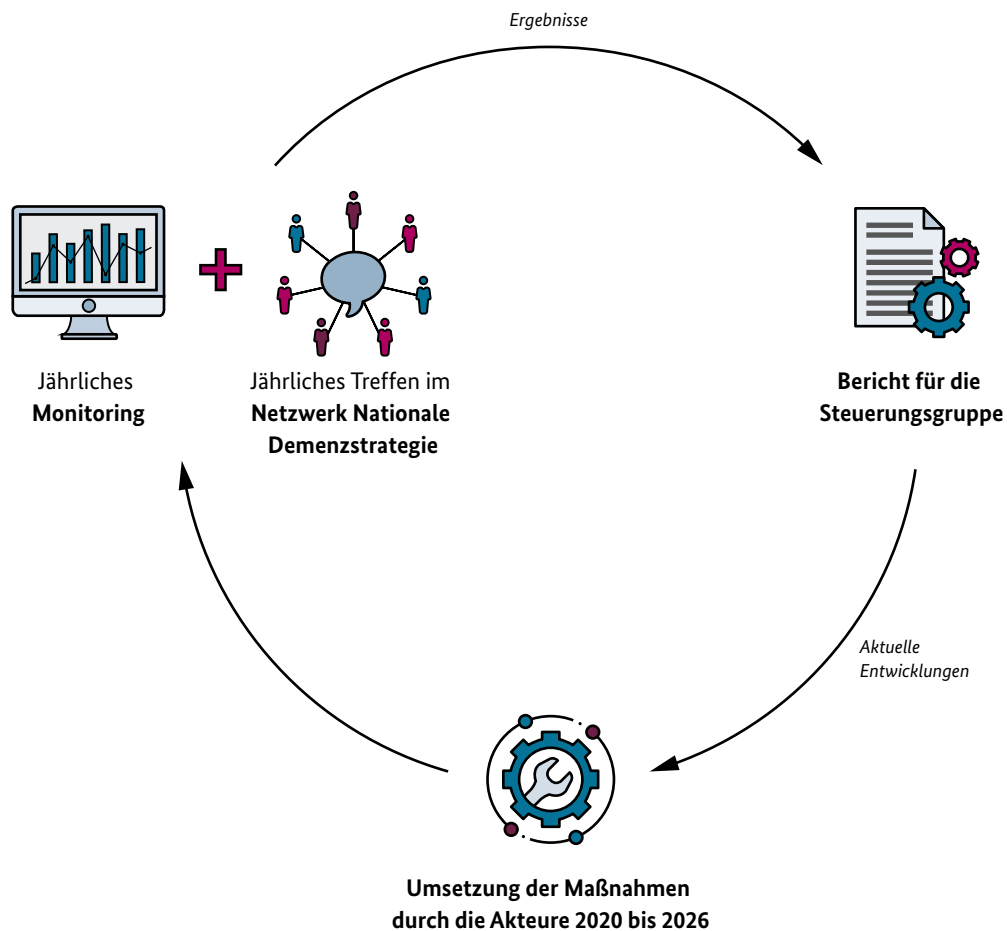 Ergebnisse
Jährliches
Monitoring
Jährliches Treffen im
Netzwerk Nationale
Demenzstrategie
Bericht für die
Steuerungsgruppe
Aktuelle
Entwicklungen
Umsetzung der Maßnahmen
durch die Akteure 2020 bis 2026